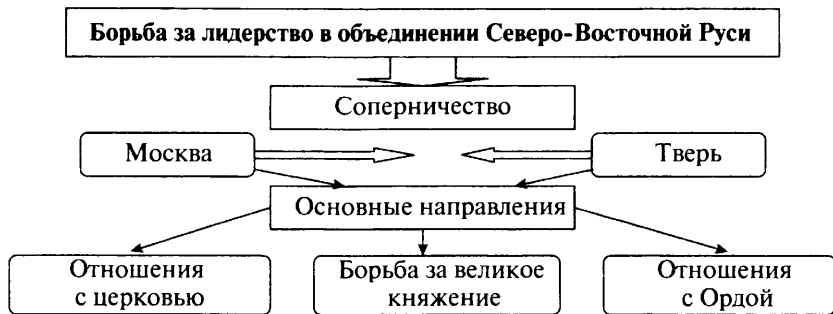 Борьба за лидерство в объединении Северо-Восточной Руси
Соперничество
Москва
Тверь
Основные направления
Отношения
с церковью
Борьба за великое
княжение
Отношения
с Ордой